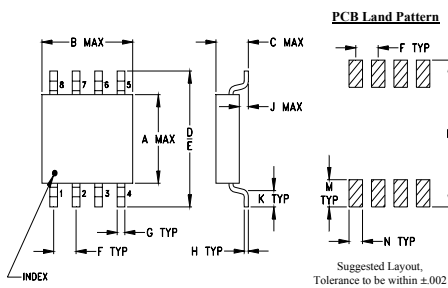 PCB Land Pattern
B MAX
C MAX
F TYP
8 7 6 5
J MAX
A MAX
D
E
K TYP
M
TYP
1 2 3 4
G TYP
F TYP
H TYP
N TYP
INDEX
Suggested Layout,
Tolerance to be within ±.002